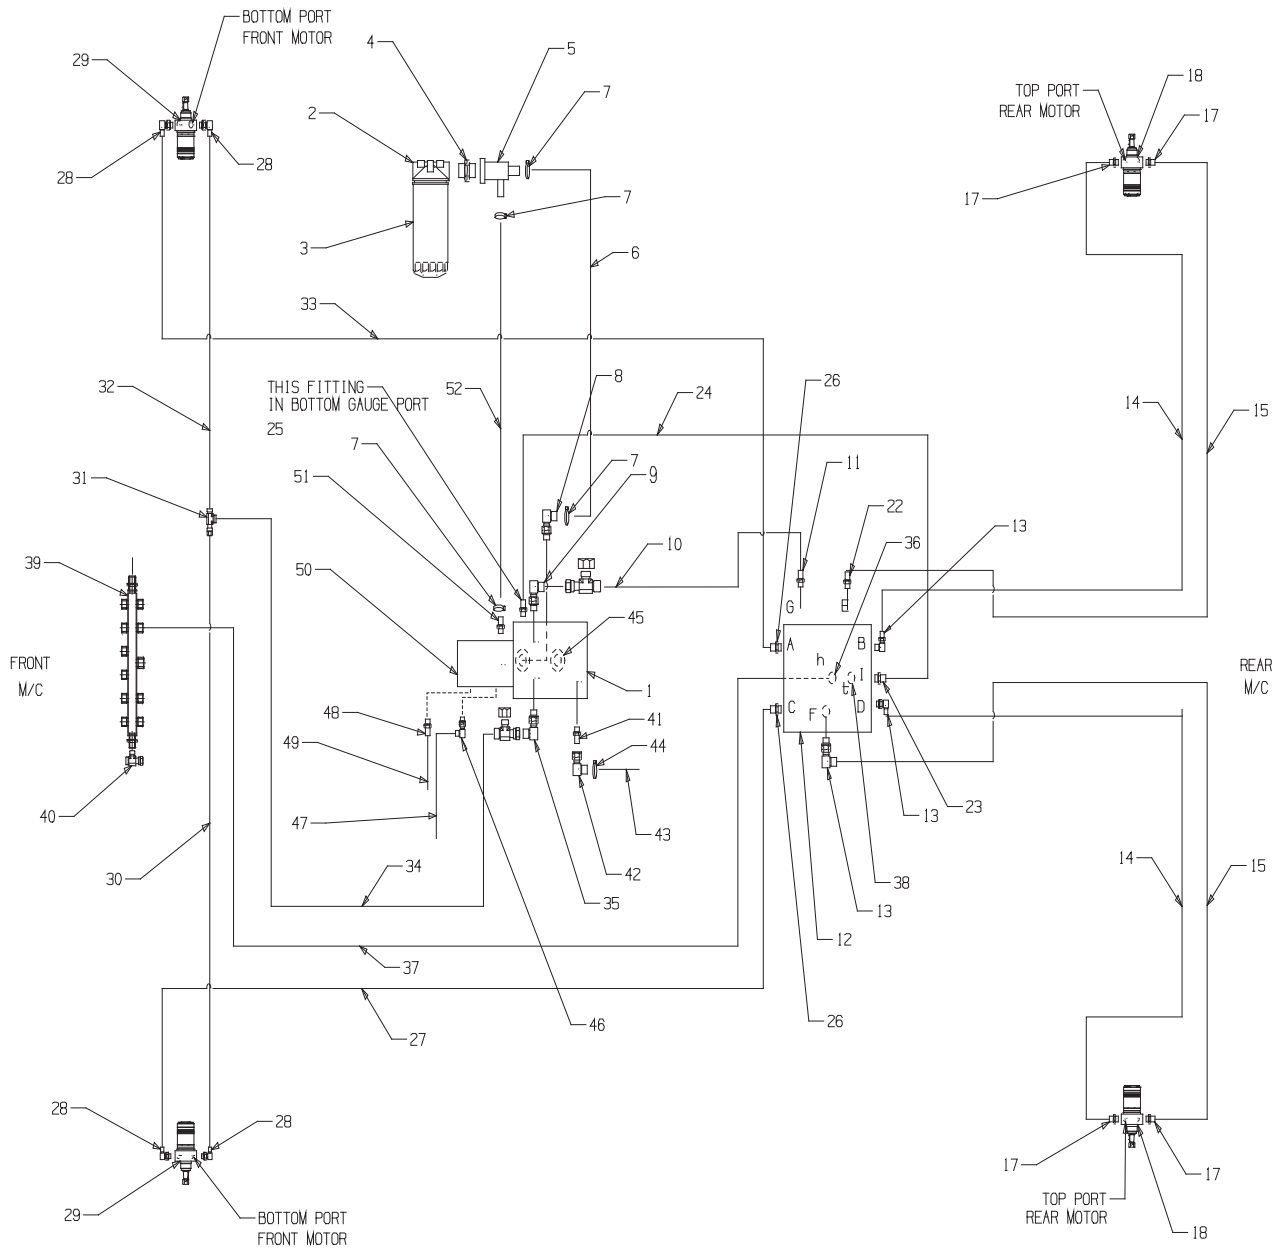 BOTTOM PORT
FRONT MOTOR
29
4
5
7
2
28
28
3
7
6
TOP PORT
REAR MOTOR
18
17
17
33
32
THIS FITTING
IN BOTTOM GAUGE PORT
25
52
8
24
26
14
15
7
51
7
9
11
22
36
13
31
10
39
50
G
E
45
A
B
h
I
t
C
D
F
FRONT
M/C
REAR
M/C
1
48
49
41
44
40
47
43
13
23
30
34
42
35
38
14
15
13
12
37
27
46
26
28
28
29
BOTTOM PORT
FRONT MOTOR
17
17
TOP PORT
REAR MOTOR
18